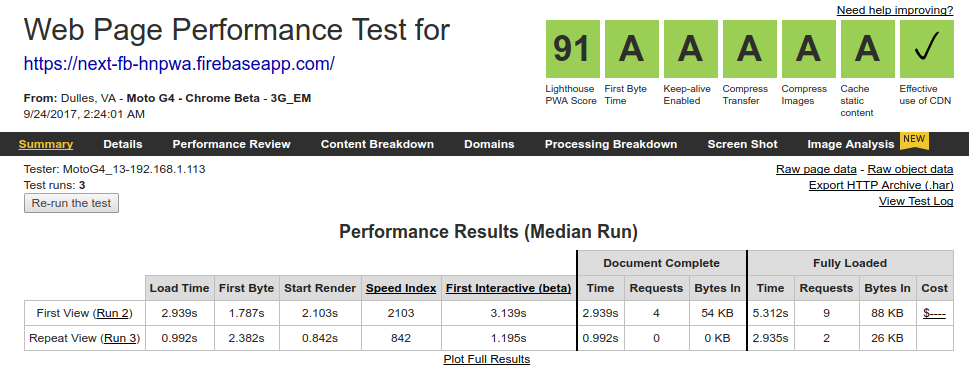 Need help improving?
Web Page Performance Test for
https://next-fb-hnpwa.firebaseapp.com/
From: Dulles, VA - Moto G4 - Chrome Beta - 3G_EM
9/24/2017, 2:24:01 AM
91 A A A A A ✓
Lighthouse PWA Score
First Byte Time
Keep-alive Enabled
Compress Transfer
Compress Images
Cache static content
Effective use of CDN
Summary Details Performance Review Content Breakdown Domains Processing Breakdown Screen Shot Image Analysis NEW
Tester: MotoG4_13-192.168.1.113
Test runs: 3
Re-run the test
Raw page data - Raw object data
Export HTTP Archive (.har)
View Test Log
Performance Results (Median Run)
Document Complete Fully Loaded
Load Time First Byte Start Render Speed Index First Interactive (beta) Time Requests Bytes In Time Requests Bytes In Cost
First View (Run 2) 2.939s 1.787s 2.103s 2103 3.139s 2.939s 4 54 KB 5.312s 9 88 KB $----
Repeat View (Run 3) 0.992s 2.382s 0.842s 842 1.195s 0.992s 0 0 KB 2.935s 2 26 KB
Plot Full Results